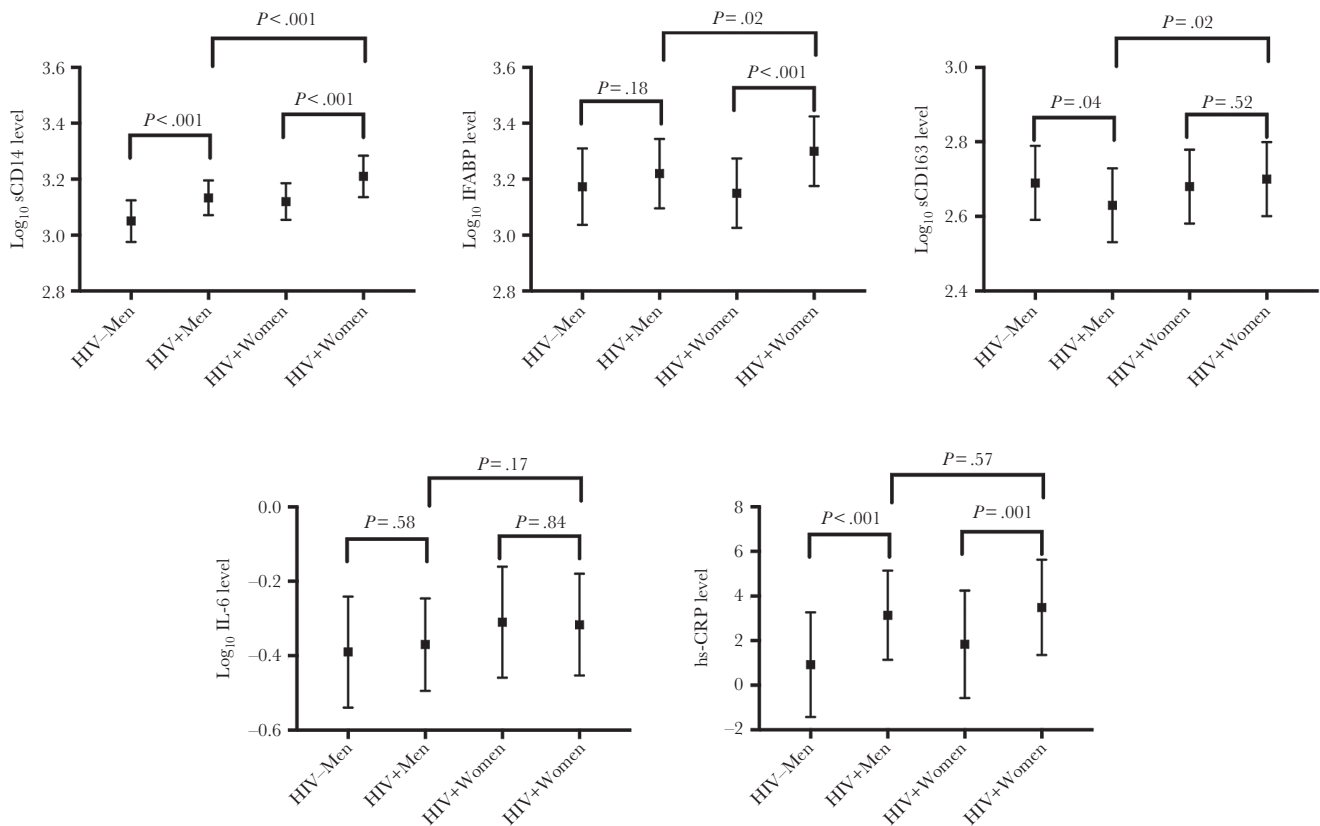 P< .001
P< .001
P< .001
3.6
3.4
3.2
3.0
2.8
Log10 sCD14 level
HIV–Men
HIV+Men
HIV+Women
HIV+Women
P= .02
P= .18
P< .001
3.6
3.4
3.2
3.0
2.8
Log10 IFABP level
HIV–Men
HIV+Men
HIV+Women
HIV+Women
P= .02
P= .04
P= .52
3.0
2.8
2.6
2.4
Log10 sCD163 level
HIV–Men
HIV+Men
HIV+Women
HIV+Women
P= .17
P= .58
P= .84
0.0
–0.2
–0.4
–0.6
Log10 IL-6 level
HIV–Men
HIV+Men
HIV+Women
HIV+Women
P= .57
P< .001
P= .001
8
6
4
2
0
–2
hs-CRP level
HIV–Men
HIV+Men
HIV+Women
HIV+Women